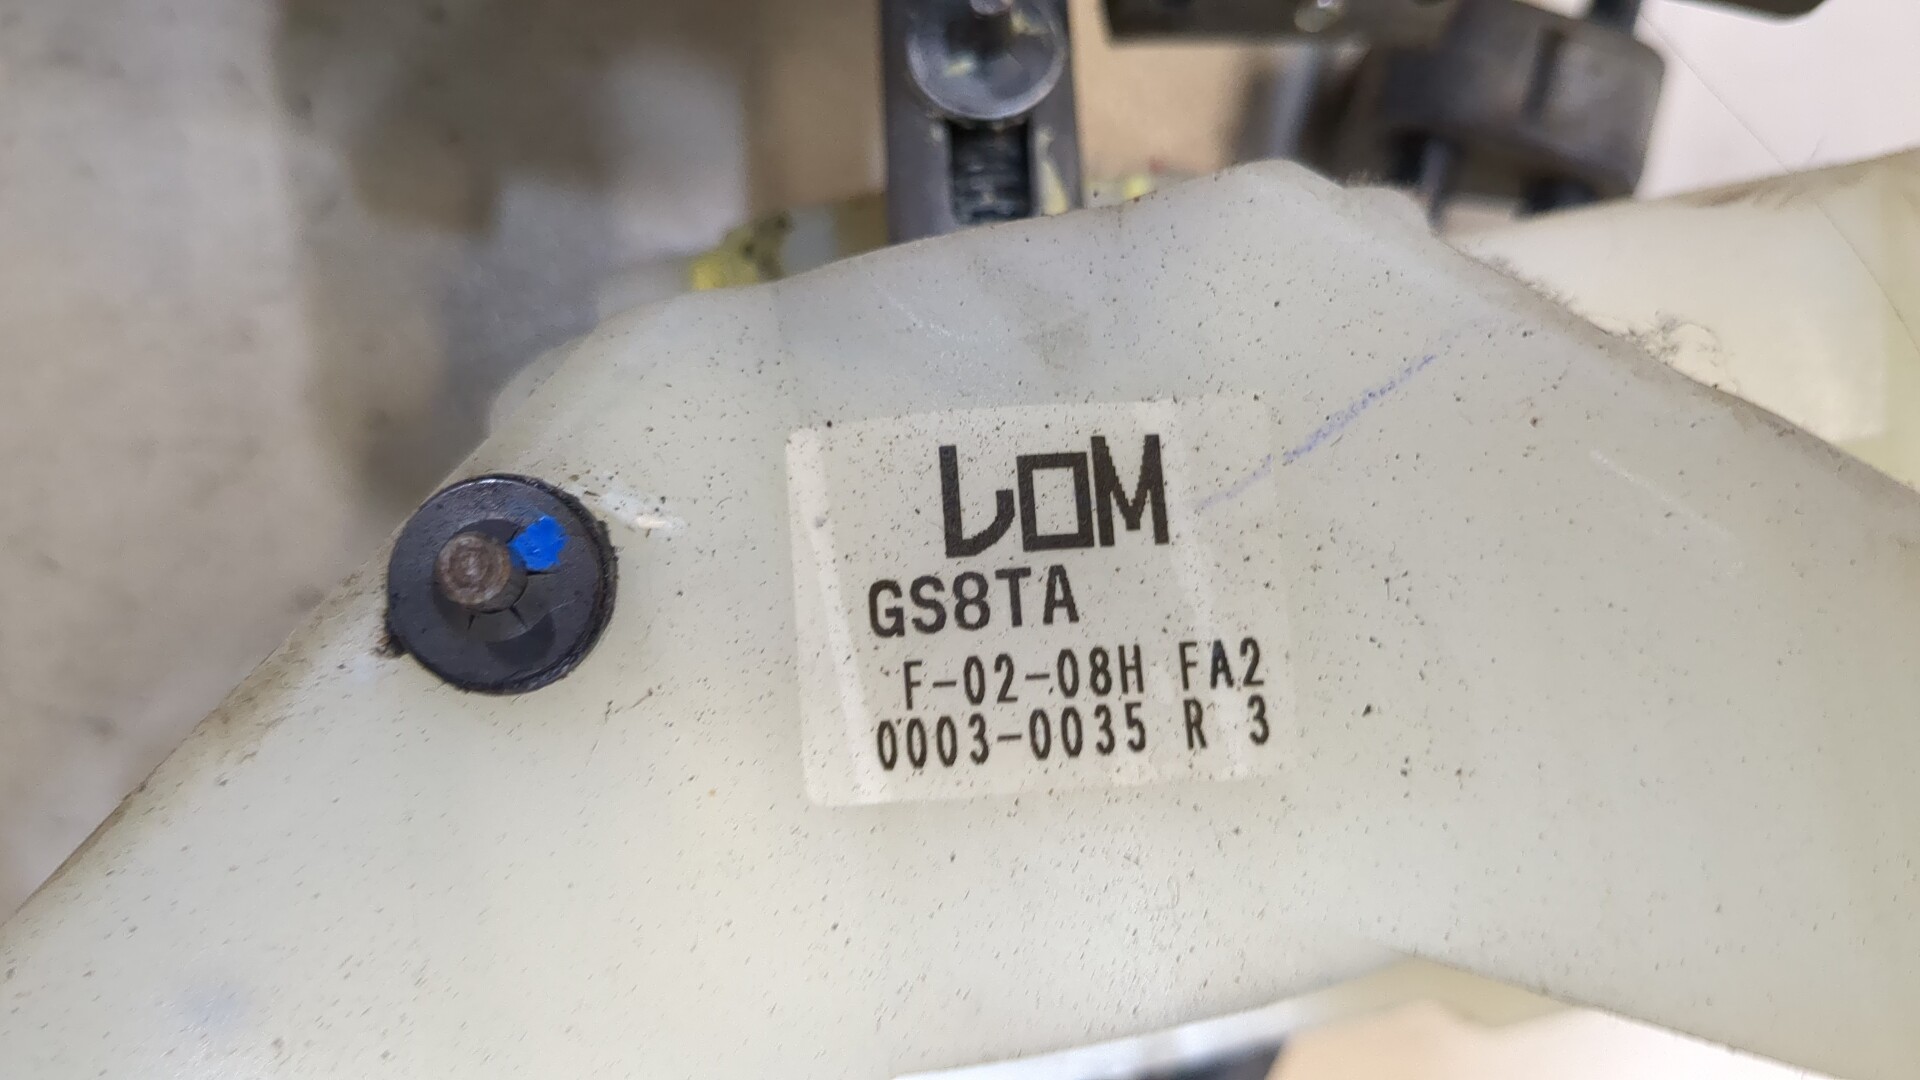 LOM
GS8TA
F-02-08H FA2
0003-0035 R 3